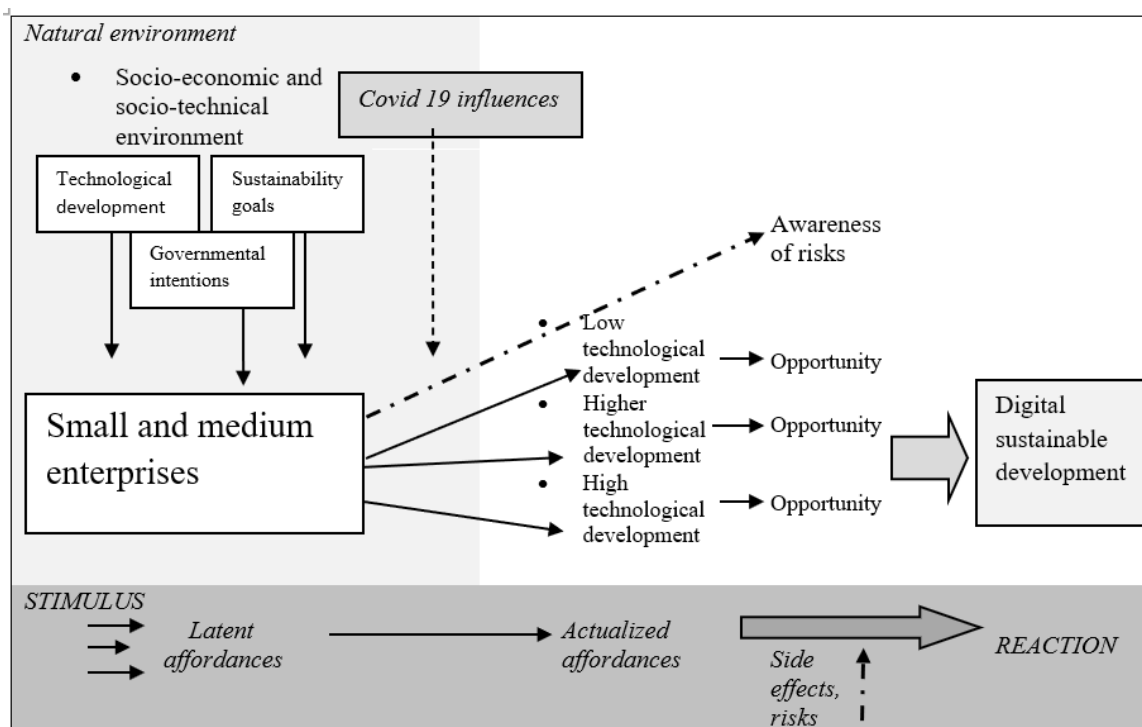 Natural environment
• Socio-economic and
socio-technical
environment
Covid 19 influences
Technological
development
Sustainability
goals
Governmental
intentions
Awareness
of risks
• Low
technological
development
Opportunity
• Higher
technological
development
Opportunity
• High
technological
development
Opportunity
Small and medium
enterprises
Digital
sustainable
development
STIMULUS
Latent
affordances
Actualized
affordances
Side
effects,
risks
REACTION